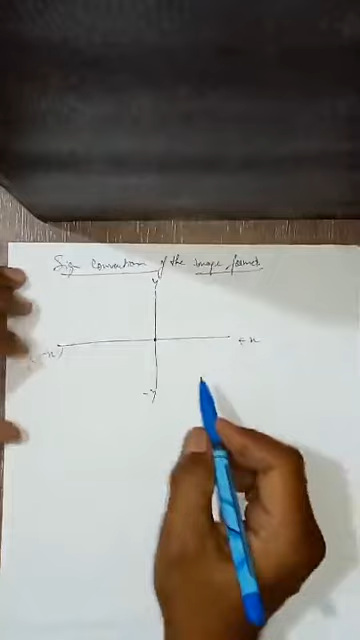 Sign convention of the image formed
y
(-x)
+x
-y